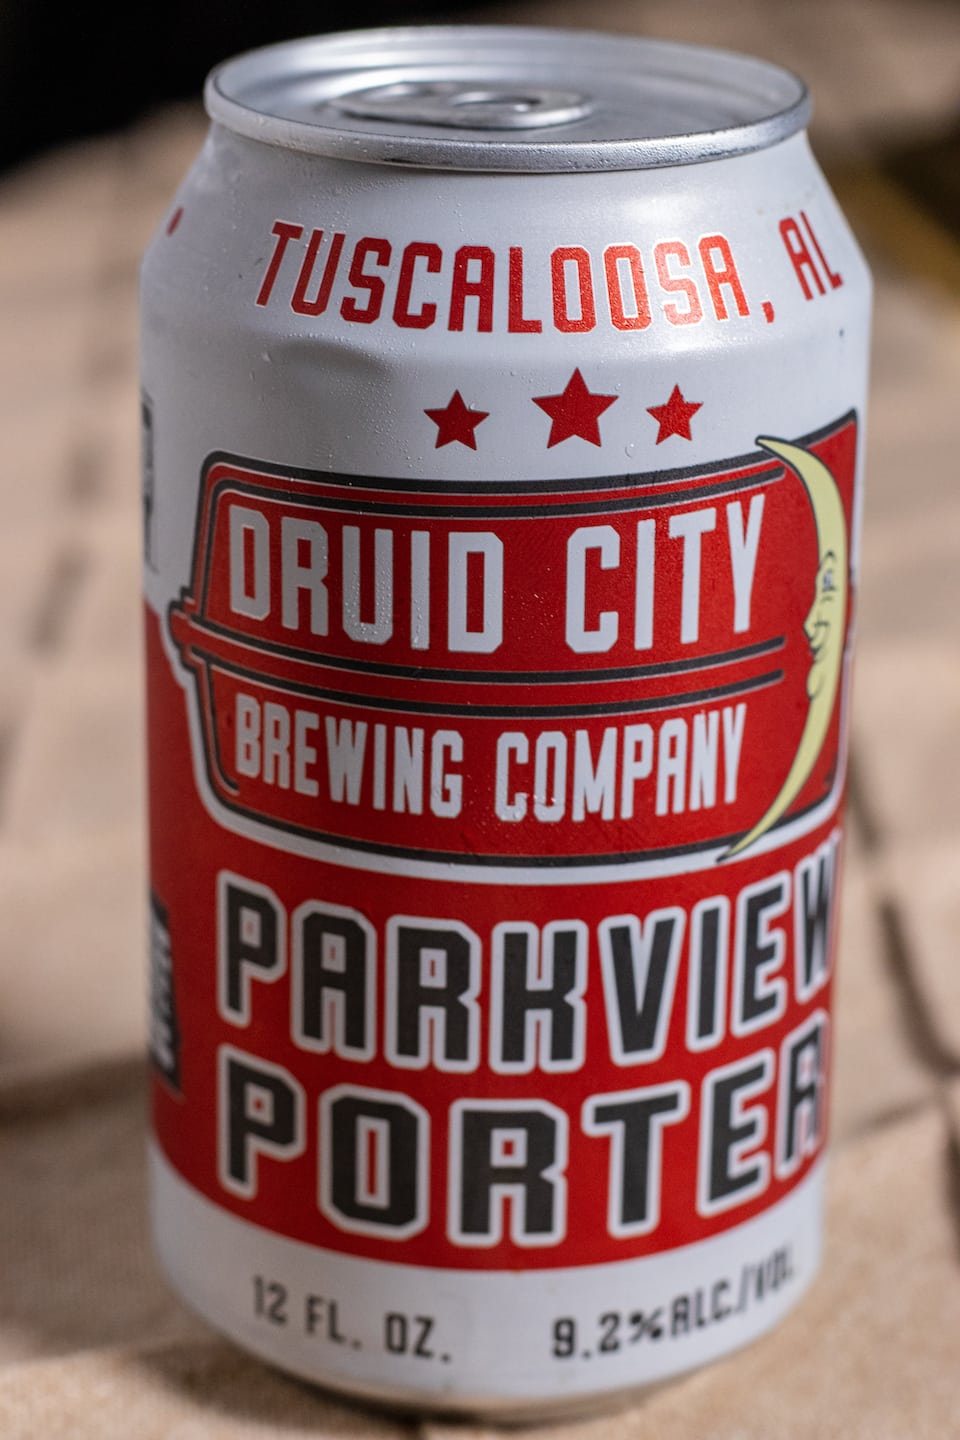 TUSCALOOSA, AL
DRUID CITY
BREWING COMPANY
PARKVIEW
PORTER
12 FL. OZ. 9.2% ALC./VOL